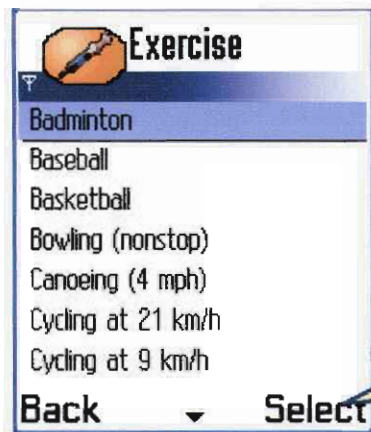 Exercise
Badminton
Baseball
Basketball
Bowling (nonstop)
Canoeing (4 mph)
Cycling at 21 km/h
Cycling at 9 km/h
Back Select